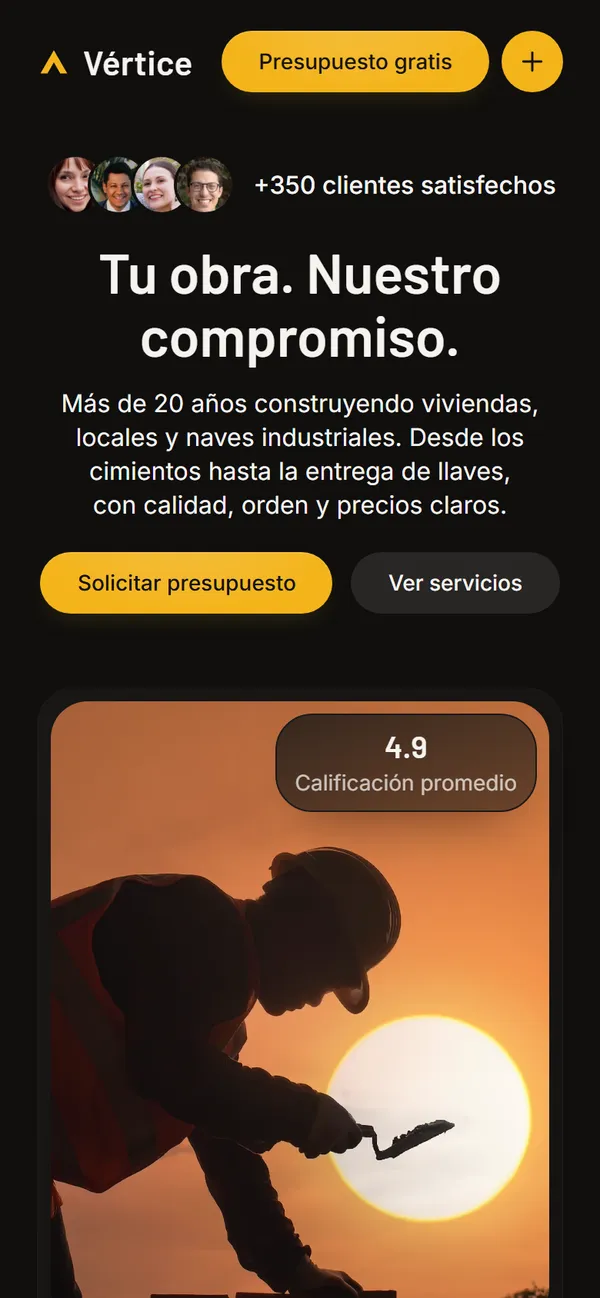 Vértice
Presupuesto gratis
+350 clientes satisfechos
Tu obra. Nuestro
compromiso.
Más de 20 años construyendo viviendas,
locales y naves industriales. Desde los
cimientos hasta la entrega de llaves,
con calidad, orden y precios claros.
Solicitar presupuesto
Ver servicios
4.9
Calificación promedio